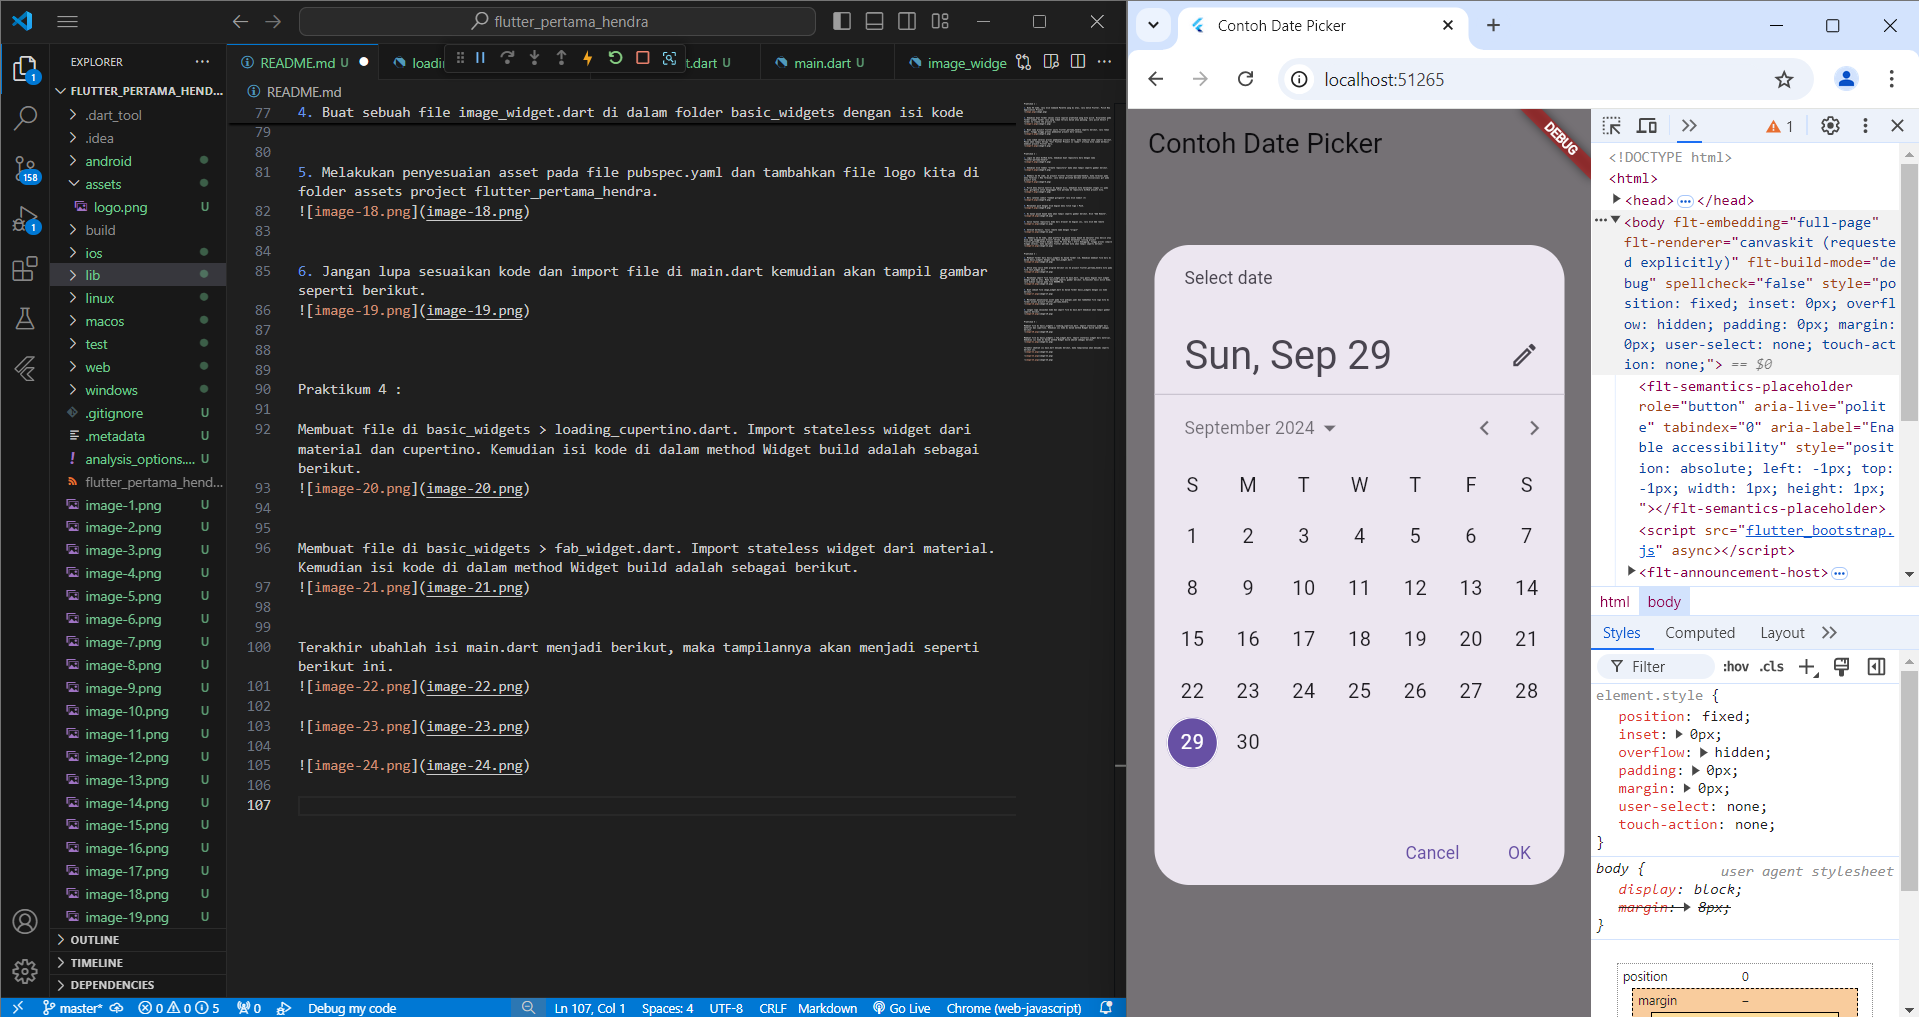 flutter_pertama_hendra
EXPLORER
FLUTTER_PERTAMA_HEND...
.dart_tool
.idea
android
assets
logo.png U
build
ios
lib
linux
macos
test
web
windows
.gitignore U
.metadata U
analysis_options.... U
flutter_pertama_hend...
image-1.png U
image-2.png U
image-3.png U
image-4.png U
image-5.png U
image-6.png U
image-7.png U
image-8.png U
image-9.png U
image-10.png U
image-11.png U
image-12.png U
image-13.png U
image-14.png U
image-15.png U
image-16.png U
image-17.png U
image-18.png U
image-19.png U
OUTLINE
TIMELINE
DEPENDENCIES
1
158
1
README.md U
loadin
t.dart U
main.dart U
image_widge
README.md
77 4. Buat sebuah file image_widget.dart di dalam folder basic_widgets dengan isi kode
79
80
81 5. Melakukan penyesuaian asset pada file pubspec.yaml dan tambahkan file logo kita di
folder assets project flutter_pertama_hendra.
82 ![image-18.png](image-18.png)
83
84
85 6. Jangan lupa sesuaikan kode dan import file di main.dart kemudian akan tampil gambar
seperti berikut.
86 ![image-19.png](image-19.png)
87
88
89
90 Praktikum 4 :
91
92 Membuat file di basic_widgets > loading_cupertino.dart. Import stateless widget dari
material dan cupertino. Kemudian isi kode di dalam method Widget build adalah sebagai
berikut.
93 ![image-20.png](image-20.png)
94
95
96 Membuat file di basic_widgets > fab_widget.dart. Import stateless widget dari material.
Kemudian isi kode di dalam method Widget build adalah sebagai berikut.
97 ![image-21.png](image-21.png)
98
99
100 Terakhir ubahlah isi main.dart menjadi berikut, maka tampilannya akan menjadi seperti
berikut ini.
101 ![image-22.png](image-22.png)
102
103 ![image-23.png](image-23.png)
104
105 ![image-24.png](image-24.png)
106
107
master* 0 0 5 0 Debug my code Ln 107, Col 1 Spaces: 4 UTF-8 CRLF Markdown Go Live Chrome (web-javascript)
Contoh Date Picker
localhost:51265
Contoh Date Picker
DEBUG
Select date
Sun, Sep 29
September 2024
S M T W T F S
1 2 3 4 5 6 7
8 9 10 11 12 13 14
15 16 17 18 19 20 21
22 23 24 25 26 27 28
29 30
Cancel OK
1
<!DOCTYPE html>
<html>
<head> ... </head>
... <body flt-embedding="full-page"
flt-renderer="canvaskit (requeste
d explicitly)" flt-build-mode="de
bug" spellcheck="false" style="po
sition: fixed; inset: 0px; overfl
ow: hidden; padding: 0px; margin:
0px; user-select: none; touch-act
ion: none;"> == $0
<flt-semantics-placeholder
role="button" aria-live="polit
e" tabindex="0" aria-label="Ena
ble accessibility" style="posit
ion: absolute; left: -1px; top:
-1px; width: 1px; height: 1px;
"></flt-semantics-placeholder>
<script src="flutter_bootstrap.
js" async></script>
<flt-announcement-host> ...
html body
Styles Computed Layout
Filter :hov .cls
element.style {
position: fixed;
inset: 0px;
overflow: hidden;
padding: 0px;
margin: 0px;
user-select: none;
touch-action: none;
}
body { user agent stylesheet
display: block;
margin: 8px;
}
position 0
margin –